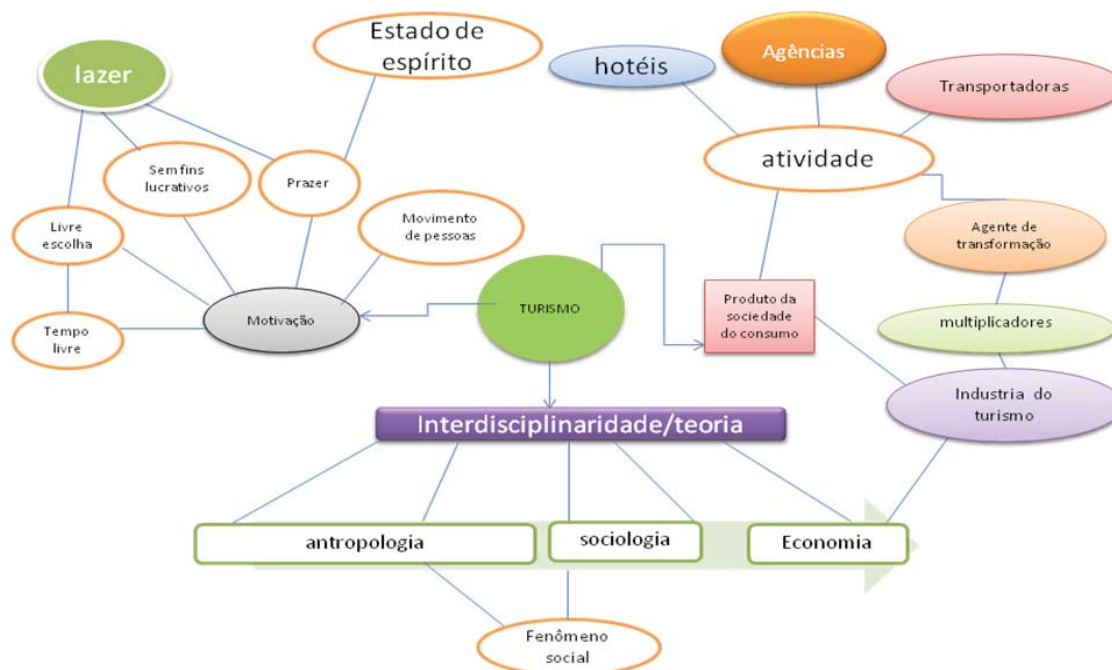 Estado de
espírito
Agências
hotéis
lazer
Transportadoras
atividade
Sem fins
lucrativos
Prazer
Movimento
de pessoas
Livre
escolha
Agente de
transformação
Motivação
TURISMO
Produto da
sociedade
do consumo
Tempo
livre
multiplicadores
Industria do
turismo
Interdisciplinaridade/teoria
antropologia
sociologia
Economia
Fenômeno
social